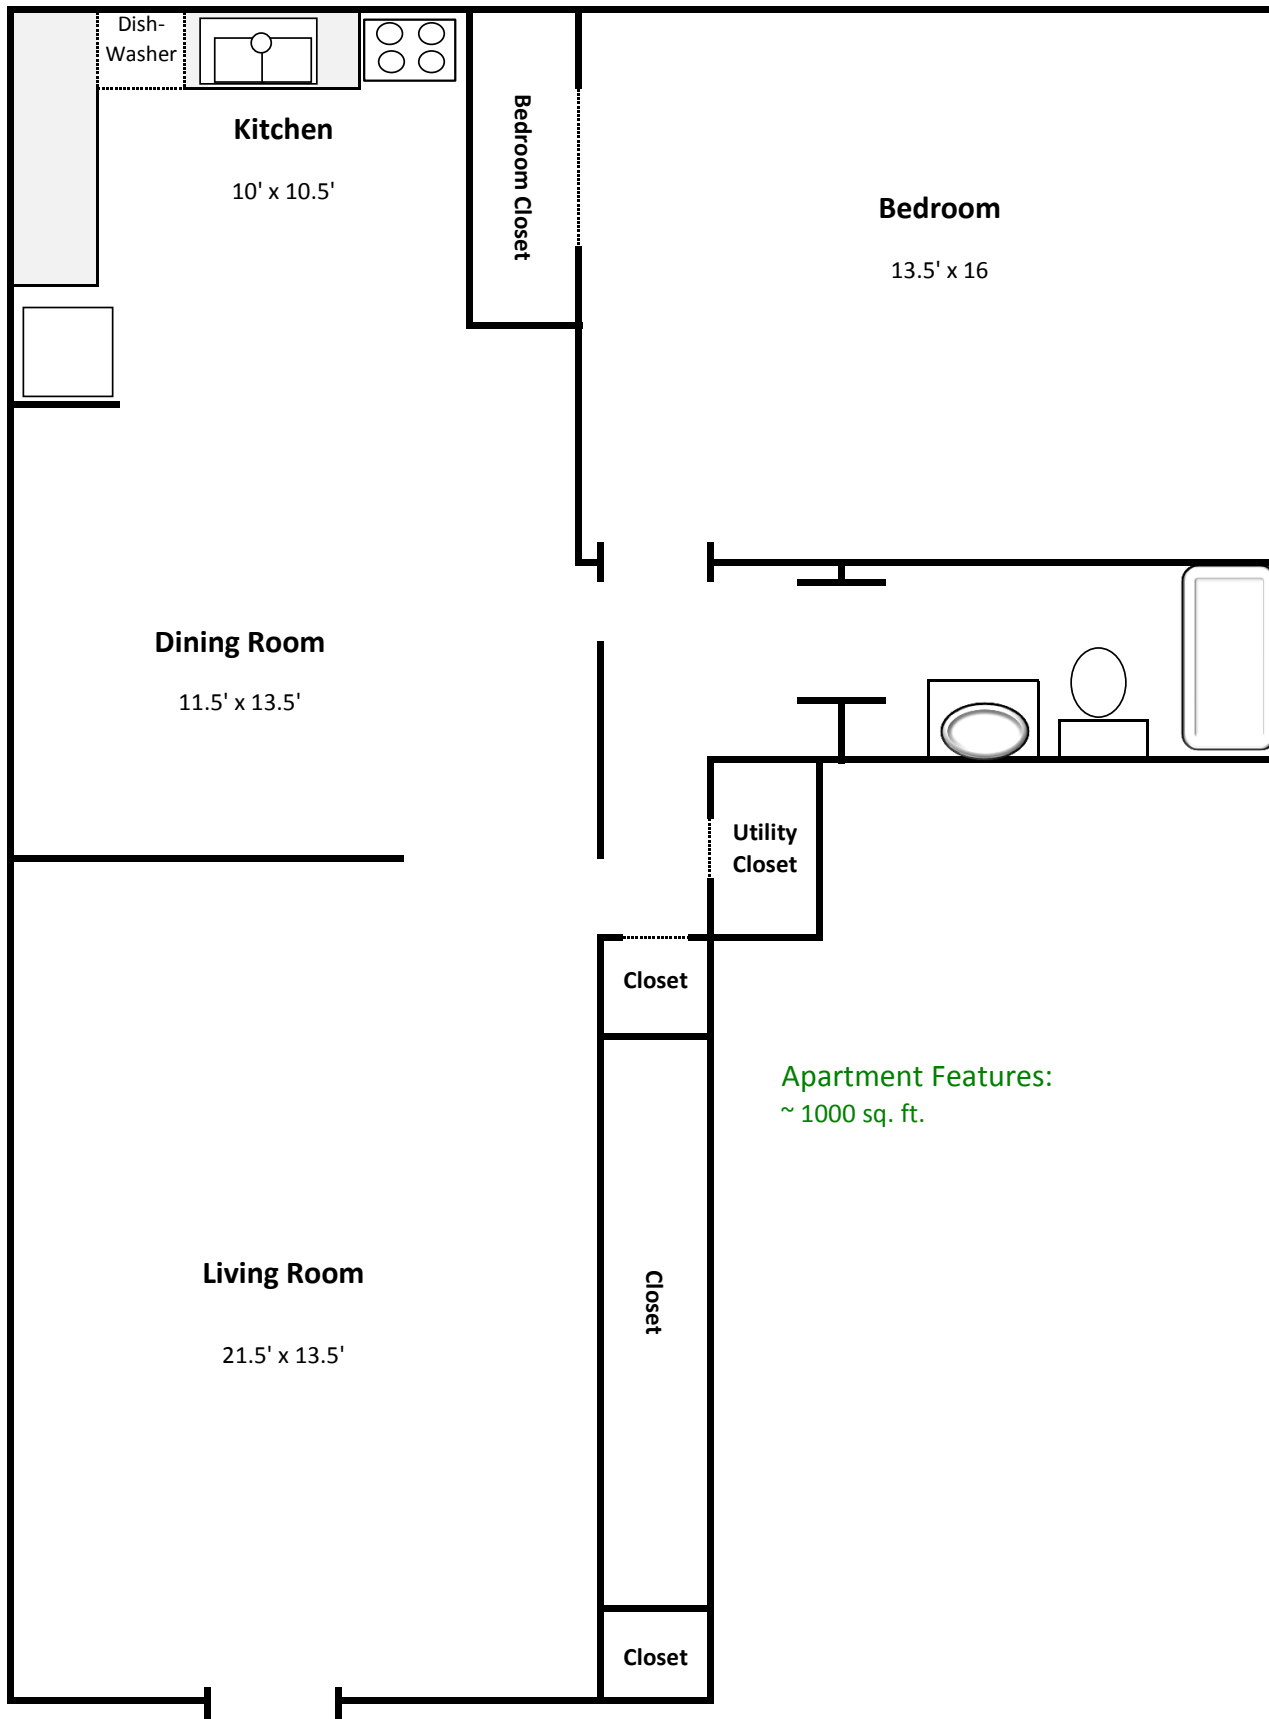 Dish-
Washer
Kitchen
10' x 10.5'
Bedroom Closet
Bedroom
13.5' x 16
Dining Room
11.5' x 13.5'
Utility
Closet
Closet
Apartment Features:
~ 1000 sq. ft.
Living Room
21.5' x 13.5'
Closet
Closet